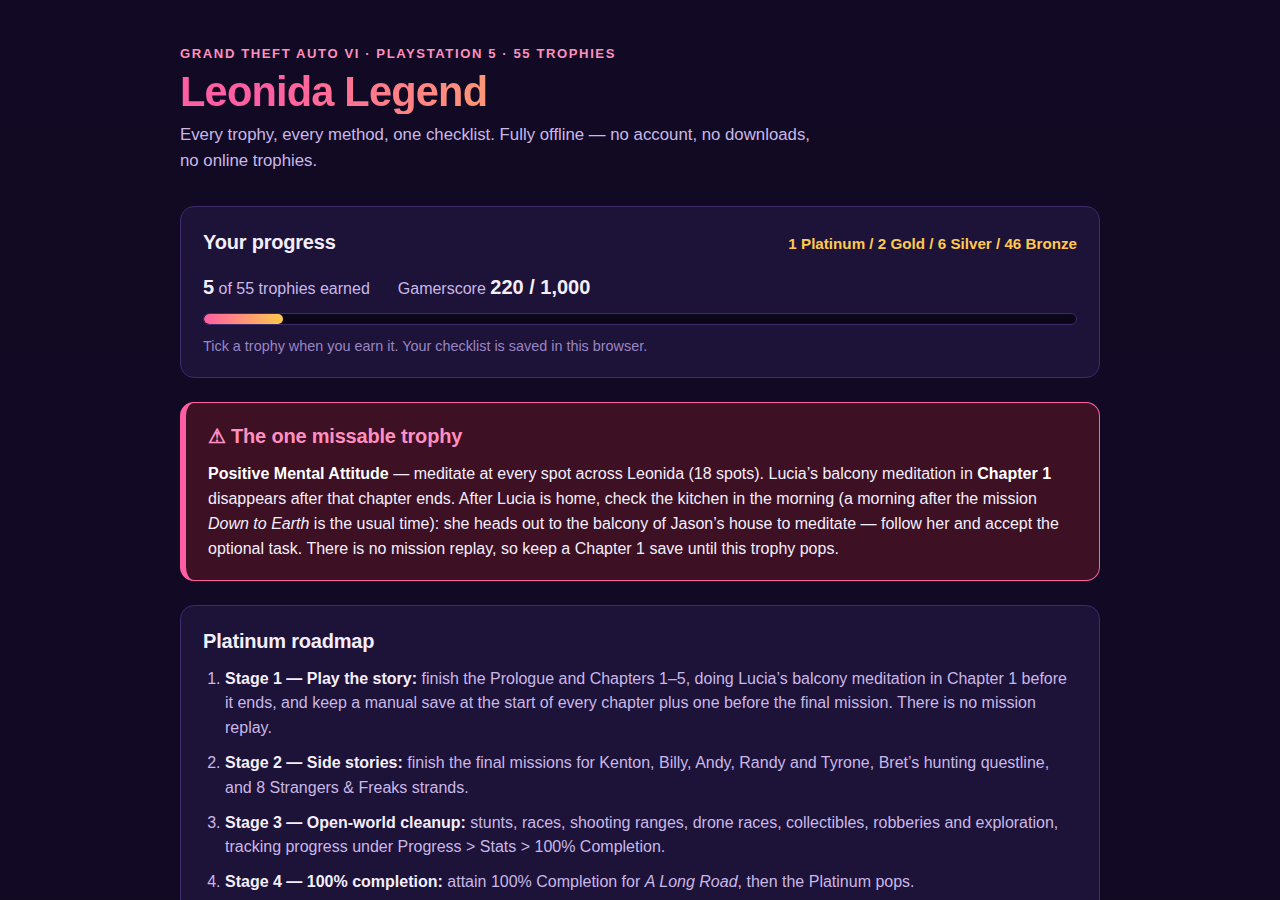 GRAND THEFT AUTO VI · PLAYSTATION 5 · 55 TROPHIES
Leonida Legend
Every trophy, every method, one checklist. Fully offline — no account, no downloads,
no online trophies.
Your progress
1 Platinum / 2 Gold / 6 Silver / 46 Bronze
5 of 55 trophies earned Gamerscore 220 / 1,000
Tick a trophy when you earn it. Your checklist is saved in this browser.
⚠ The one missable trophy
Positive Mental Attitude — meditate at every spot across Leonida (18 spots). Lucia’s balcony meditation in Chapter 1
disappears after that chapter ends. After Lucia is home, check the kitchen in the morning (a morning after the mission
Down to Earth is the usual time): she heads out to the balcony of Jason’s house to meditate — follow her and accept the
optional task. There is no mission replay, so keep a Chapter 1 save until this trophy pops.
Platinum roadmap
1. Stage 1 — Play the story: finish the Prologue and Chapters 1–5, doing Lucia’s balcony meditation in Chapter 1 before
it ends, and keep a manual save at the start of every chapter plus one before the final mission. There is no mission
replay.
2. Stage 2 — Side stories: finish the final missions for Kenton, Billy, Andy, Randy and Tyrone, Bret’s hunting questline,
and 8 Strangers & Freaks strands.
3. Stage 3 — Open-world cleanup: stunts, races, shooting ranges, drone races, collectibles, robberies and exploration,
tracking progress under Progress > Stats > 100% Completion.
4. Stage 4 — 100% completion: attain 100% Completion for A Long Road, then the Platinum pops.